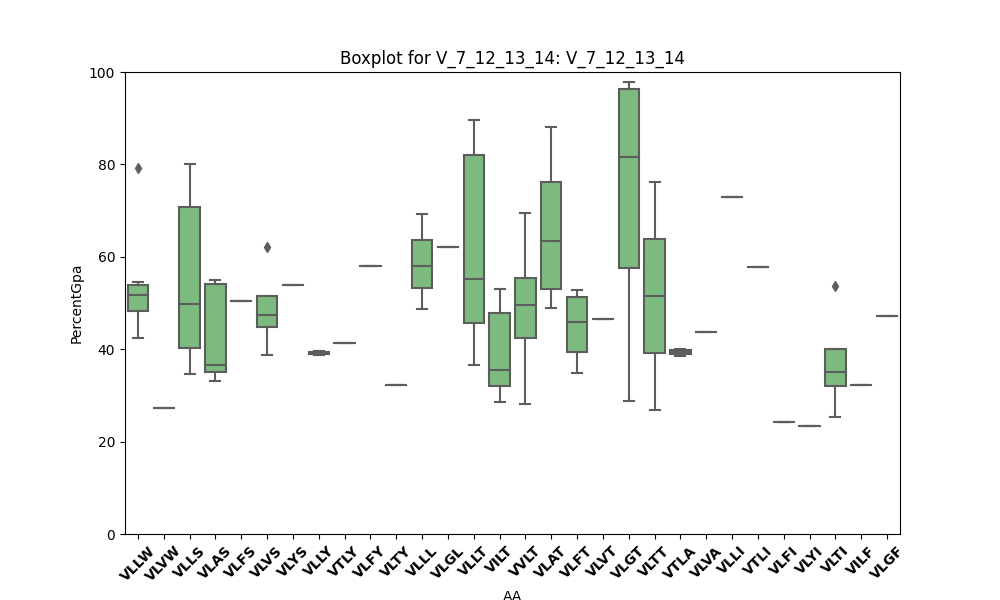 Boxplot for V_7_12_13_14: V_7_12_13_14
100
80
60
40
20
0
PercentGpa
VLLW VLVW VLLS VLAS VLFS VLVS VLYS VLLY VTLY VLFY VLTY VLLL VLGL VLLT VILT VVLT VLAT VLFT VLVT VLGT VLTT VTLA VLVA VLLI VTLI VLFI VLYI VLTI VILF VLGF
AA